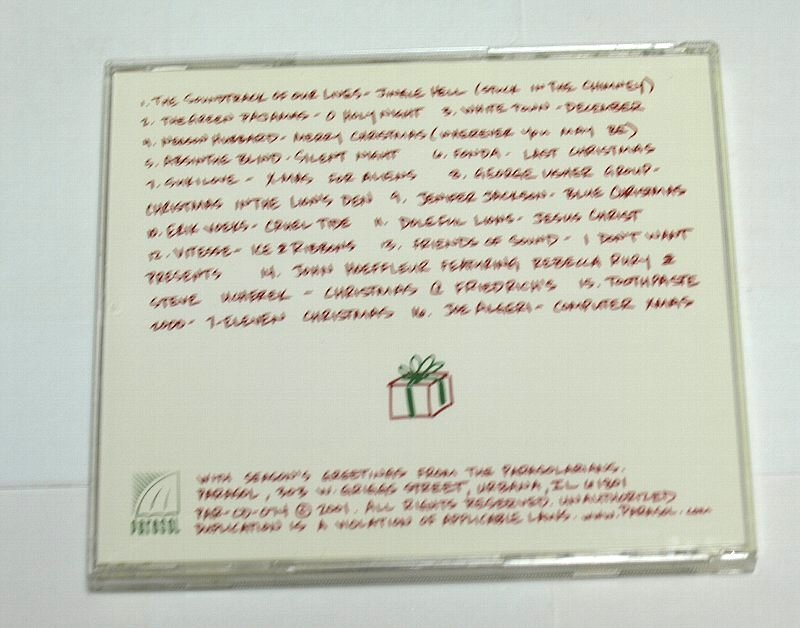 1. THE SOUNDTRACK OF OUR LIVES - JINGLE HELL (STUCK IN THE CHIMNEY)
2. THE GREEN PAJAMAS - O HOLY NIGHT 3. WHITE TOWN - DECEMBER
4. HUBBARD - MERRY CHRISTMAS (WHEREVER YOU MAY BE)
5. ABSINTHE BLIND - SILENT NIGHT 6. FONDA - LAST CHRISTMAS
7. SUKILOVE - X-MAS FOR ALIENS 8. GEORGE USHER GROUP -
CHRISTMAS IN THE LION'S DEN 9. JENIFER JACKSON - BLUE CHRISTMAS
10. ERIK VOEKS - CRUEL TIDE 11. DOLEFUL LIONS - JESUS CHRIST
12. VITESSE - ICE & RIBBONS 13. FRIENDS OF SOUND - I DON'T WANT
PRESENTS 14. JOHN HOEFFLEUR FEATURING REBECCA RURY &
STEVE UCHEREK - CHRISTMAS @ FRIEDRICH'S 15. TOOTHPASTE
2000 - 7-ELEVEN CHRISTMAS 16. JOE ALGERI - COMPUTER XMAS
WITH SEASON'S GREETINGS FROM THE PARASOLARIANS.
PARASOL, 303 W. GRIGGS STREET, URBANA, IL 61801
PAR-CD-074 © 2001. ALL RIGHTS RESERVED. UNAUTHORIZED
DUPLICATION IS A VIOLATION OF APPLICABLE LAWS. www.PARASOL.com
PARASOL